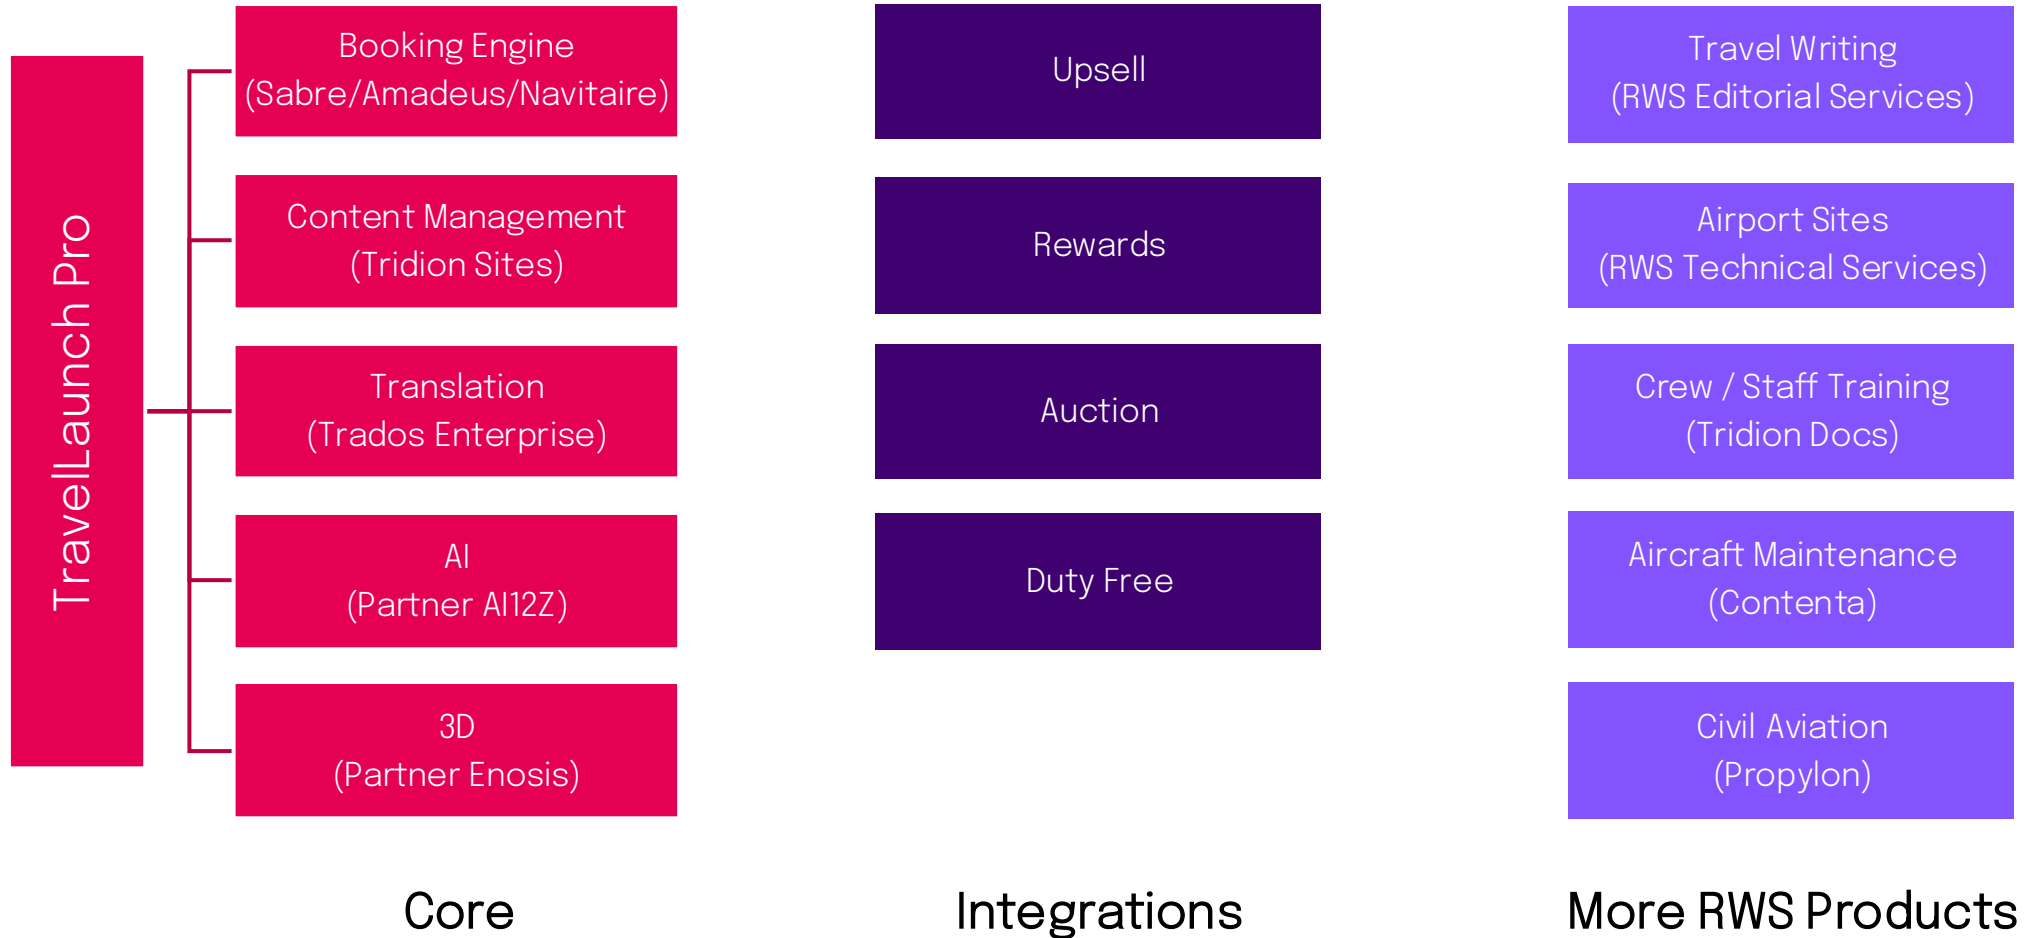 TravelLaunch Pro
Booking Engine
(Sabre/Amadeus/Navitaire)
Content Management
(Tridion Sites)
Translation
(Trados Enterprise)
AI
(Partner AI12Z)
3D
(Partner Enosis)
Core
Upsell
Rewards
Auction
Duty Free
Integrations
Travel Writing
(RWS Editorial Services)
Airport Sites
(RWS Technical Services)
Crew / Staff Training
(Tridion Docs)
Aircraft Maintenance
(Contenta)
Civil Aviation
(Propylon)
More RWS Products